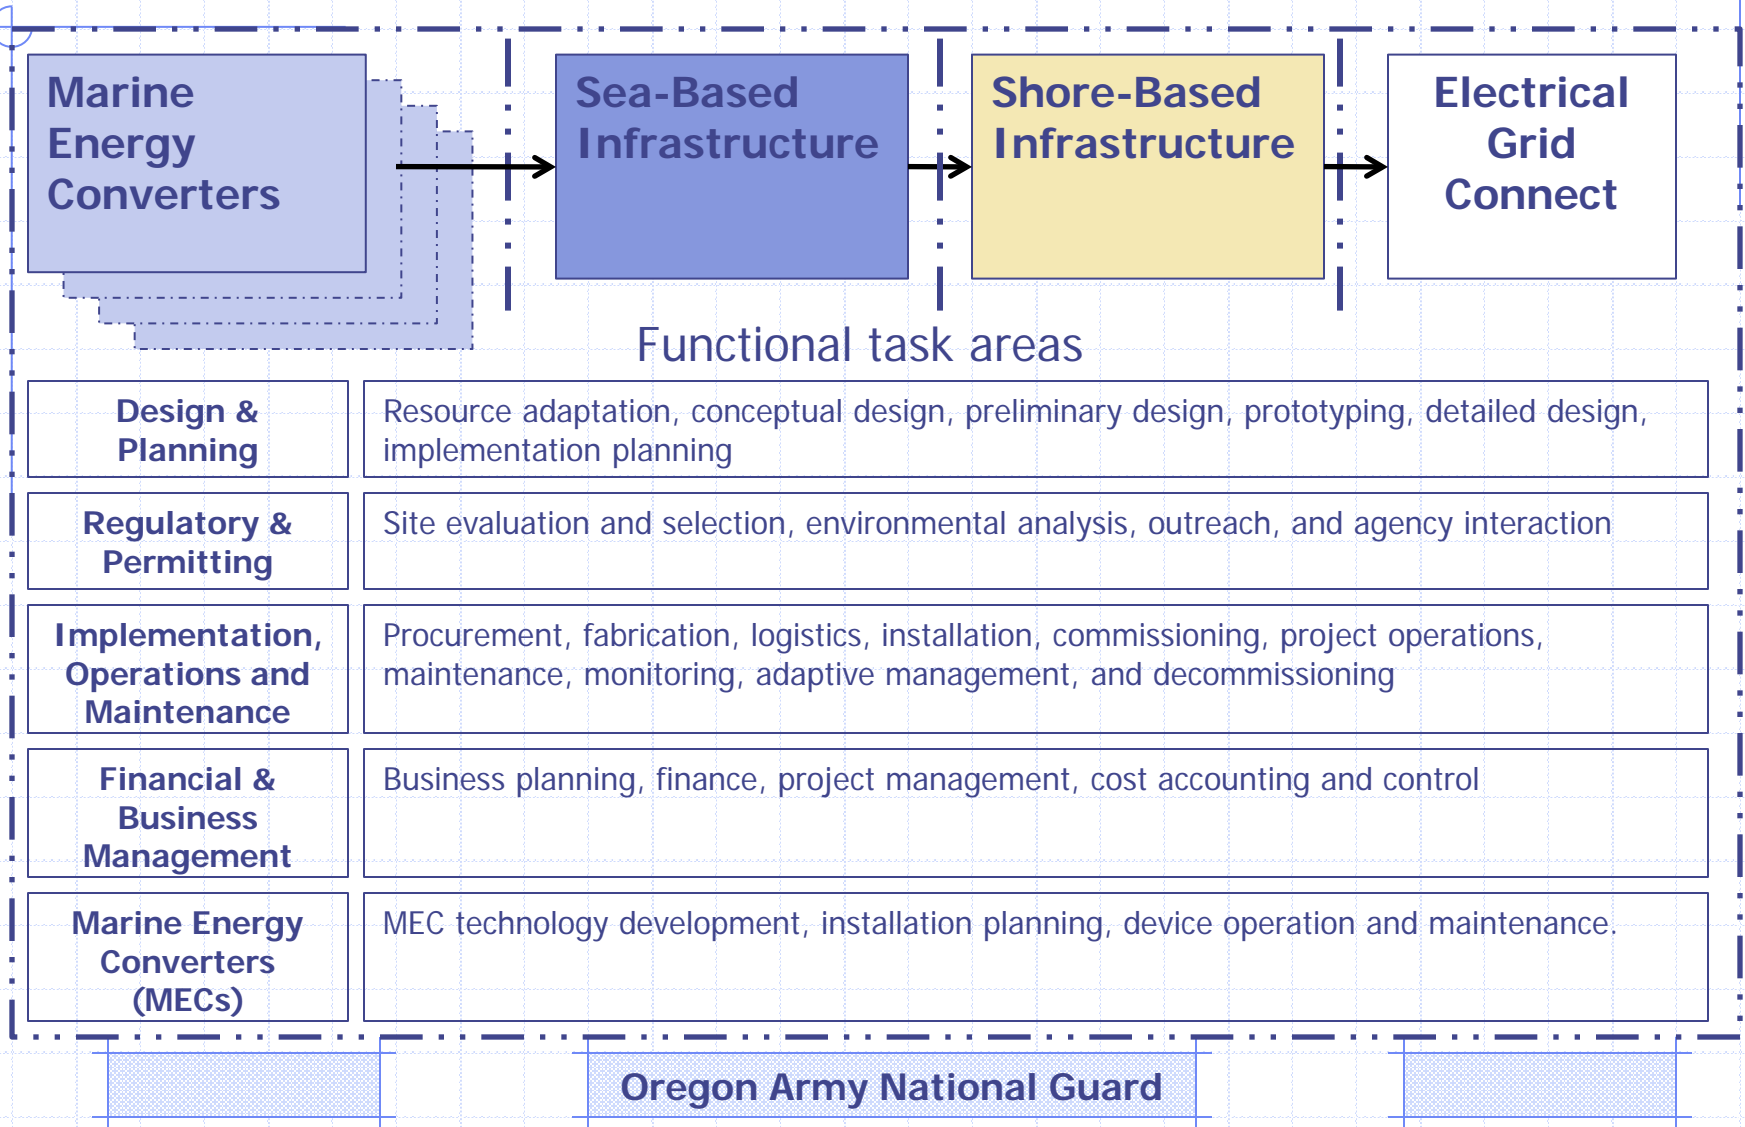 Marine
Energy
Converters
Sea-Based
Infrastructure
Shore-Based
Infrastructure
Electrical
Grid
Connect
Functional task areas
Design &
Planning
Resource adaptation, conceptual design, preliminary design, prototyping, detailed design,
implementation planning
Regulatory &
Permitting
Site evaluation and selection, environmental analysis, outreach, and agency interaction
Implementation,
Operations and
Maintenance
Procurement, fabrication, logistics, installation, commissioning, project operations,
maintenance, monitoring, adaptive management, and decommissioning
Financial &
Business
Management
Business planning, finance, project management, cost accounting and control
Marine Energy
Converters
(MECs)
MEC technology development, installation planning, device operation and maintenance.
Oregon Army National Guard